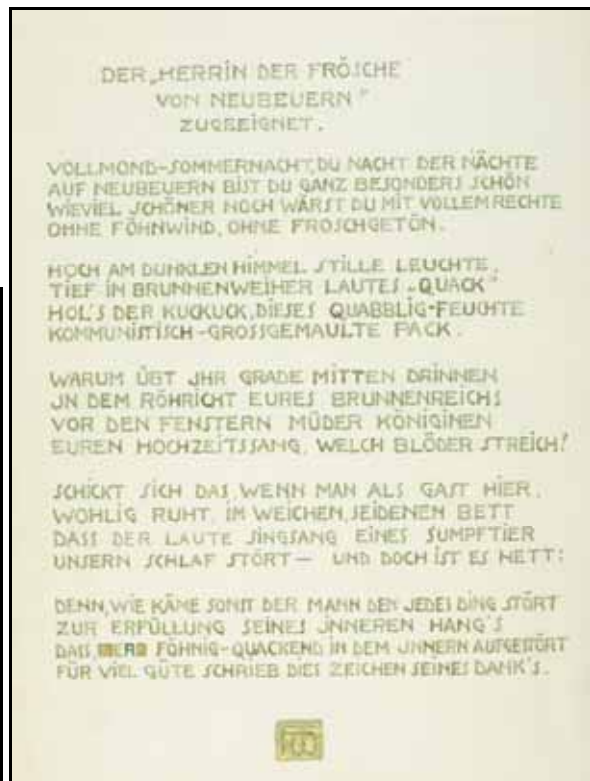 DER „HERRIN DER FRÖSCHE
VON NEUBEUERN"
ZUGEEIGNET.
VOLLMOND-SOMMERNACHT, DU NACHT DER NÄCHTE
AUF NEUBEUERN BIST DU GANZ BESONDERS SCHÖN
WIEVIEL SCHÖNER NOCH WÄRST DU MIT VOLLEM RECHTE
OHNE FÖHNWIND, OHNE FROSCHGETÖN.
HOCH AM DUNKLEN HIMMEL STILLE LEUCHTE,
TIEF IN BRUNNENWEIHER LAUTES „QUACK"
HOL'S DER KUCKUCK, DIESES QUABBLIG-FEUCHTE
KOMMUNISTISCH-GROSSGEMAULTE PACK.
WARUM ÜBT JHR GRADE MITTEN DRINNEN
JN DEM RÖHRICHT EURES BRUNNENREICHS
VOR DEN FENSTERN MÜDER KÖNIGINEN
EUREN HOCHZEITSSANG, WELCH BLÖDER STREICH?
SCHICKT SICH DAS, WENN MAN ALS GAST HIER,
WOHLIG RUHT, IM WEICHEN, SEIDENEN BETT
DASS DER LAUTE SINGSANG EINES SUMPFTIER
UNSERN SCHLAF STÖRT — UND DOCH IST ES NETT!
DENN, WIE KÄME SONST DER MANN DEN JEDES DING STÖRT
ZUR ERFÜLLUNG SEINES JNNEREN HANG'S
DASS ER FÖHNIG-QUACKEND IN DEM JNNERN AUFGESTÖRT
FÜR VIEL GÜTE SCHRIEB DIES ZEICHEN SEINES DANK'S.